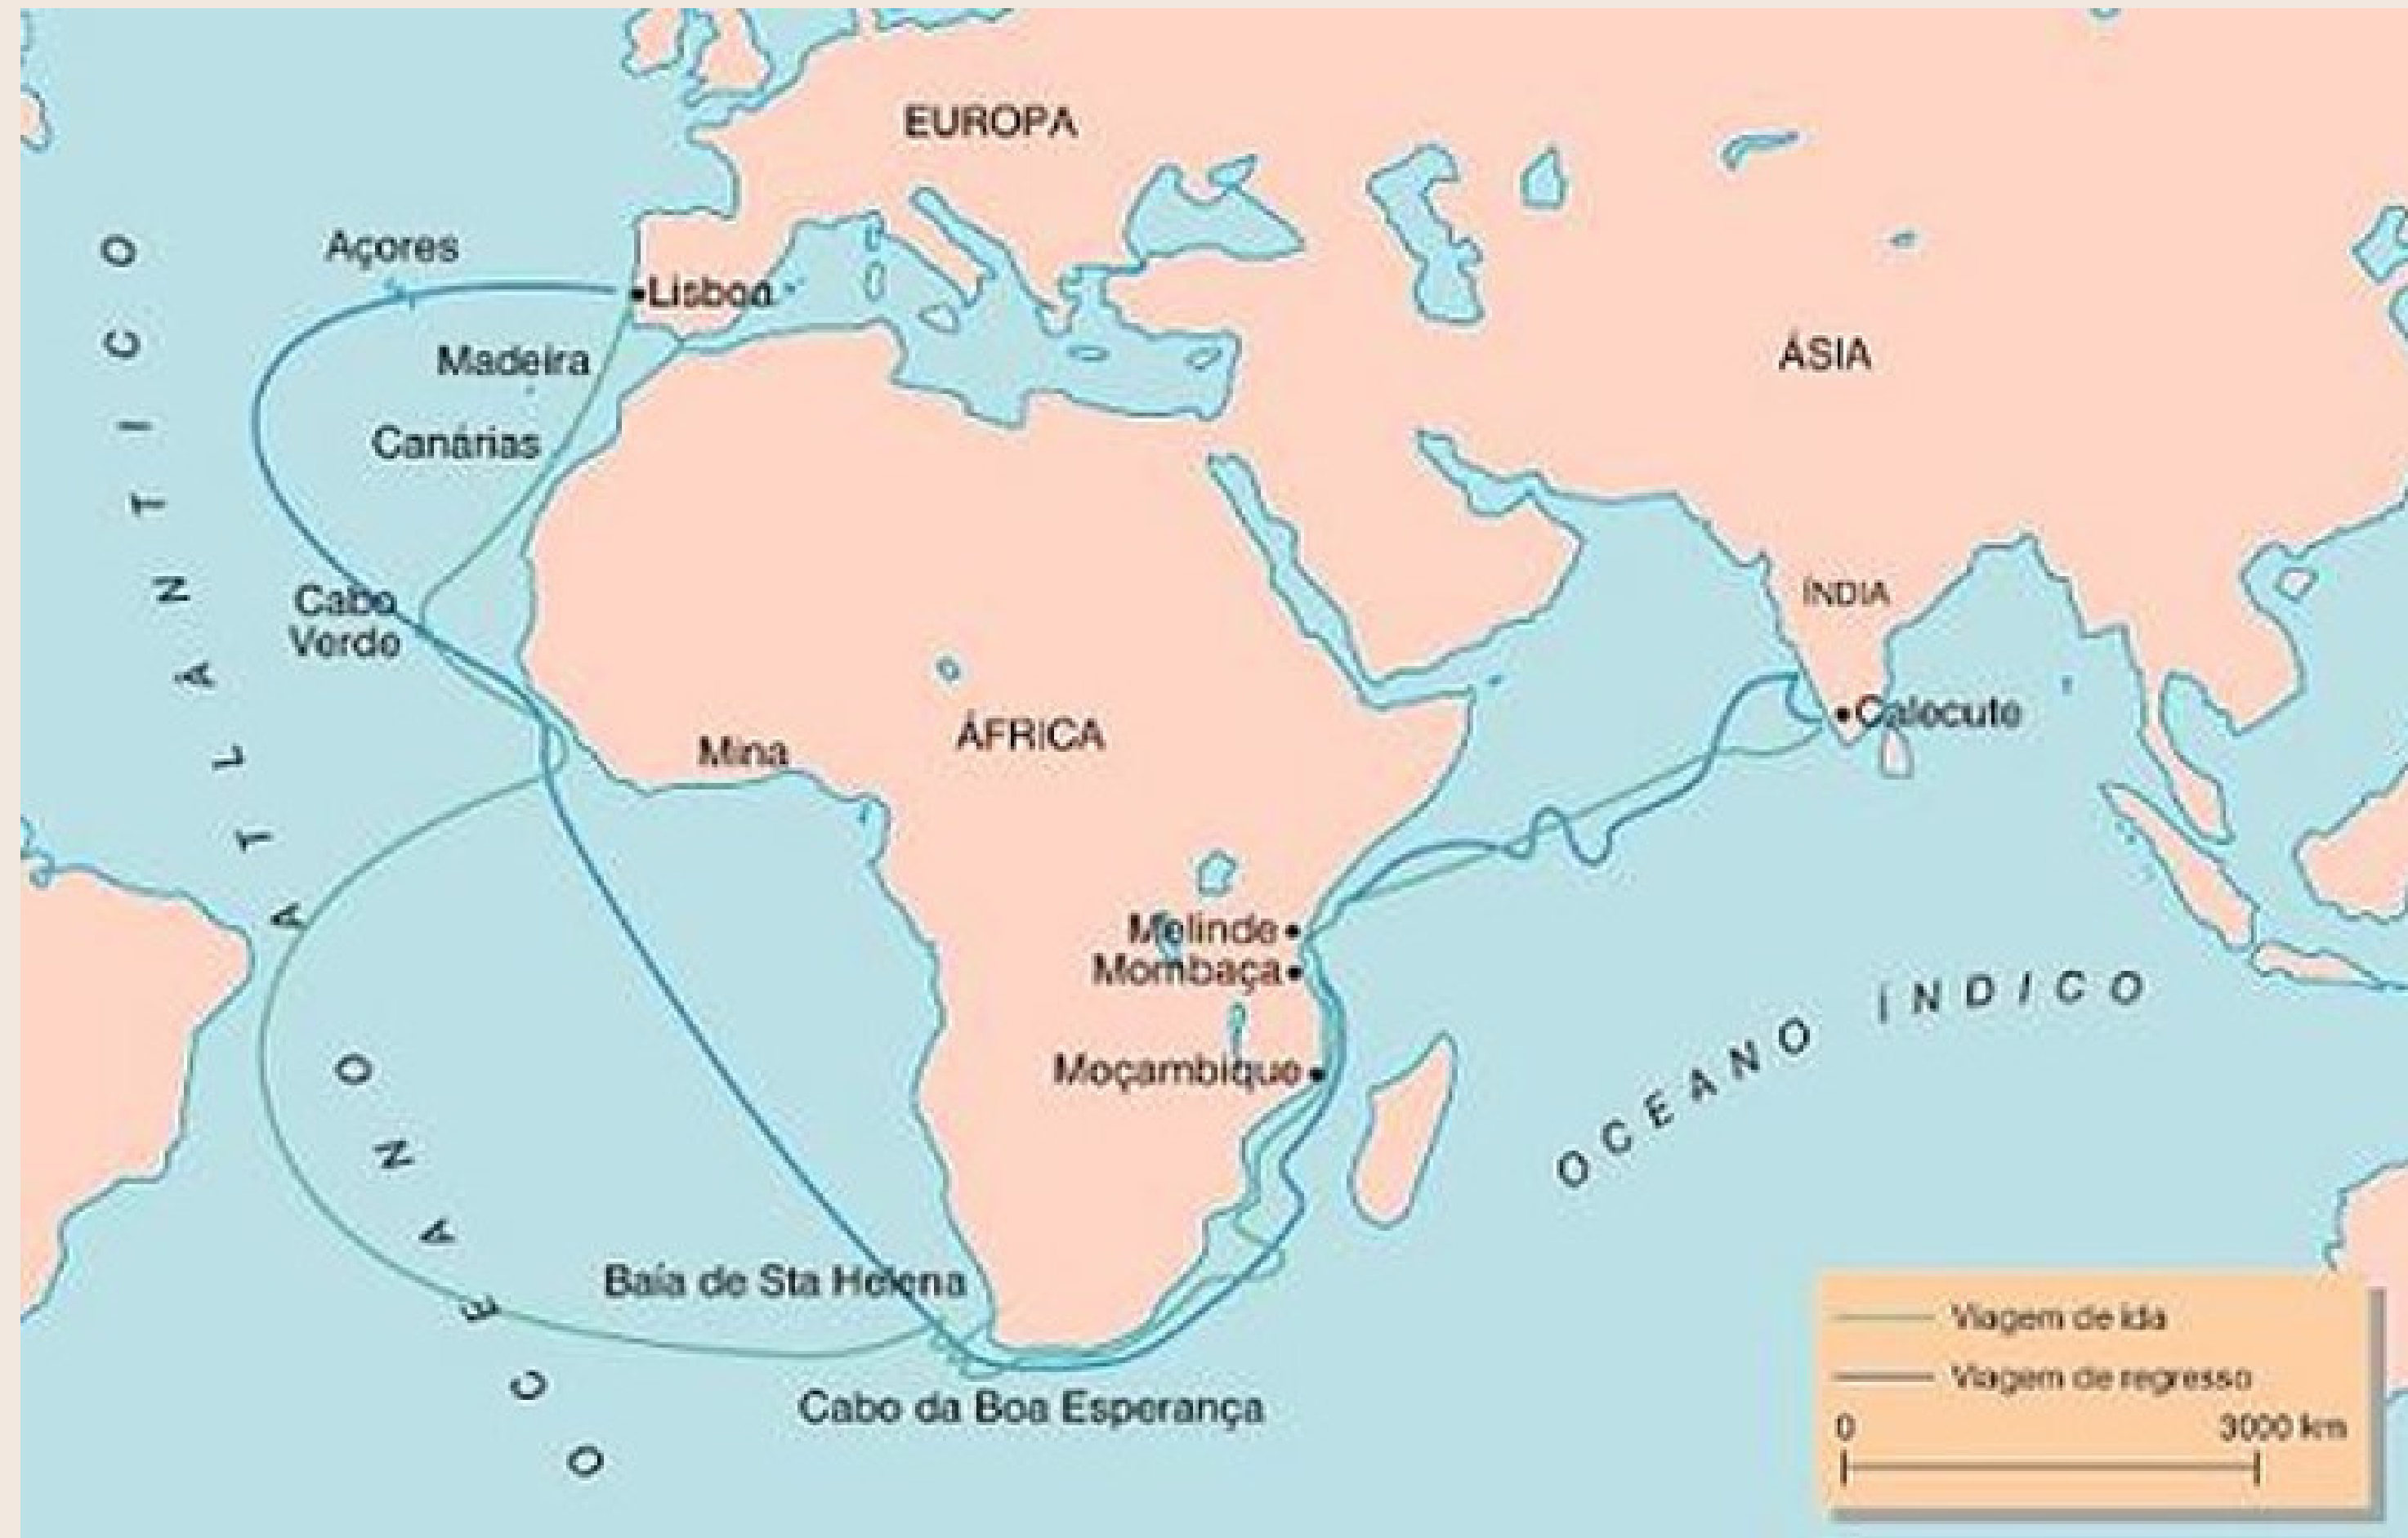 EUROPA
Açores
Lisboa
Madeira
ÁSIA
Canárias
ÍNDIA
Cabo
Verde
Calecute
Mina
ÁFRICA
Melinde
Mombaça
Moçambique
Baía de Sta Helena
Cabo da Boa Esperança
OCEANO ATLÂNTICO
OCEANO ÍNDICO
Viagem de ida
Viagem de regresso
0 3000 km